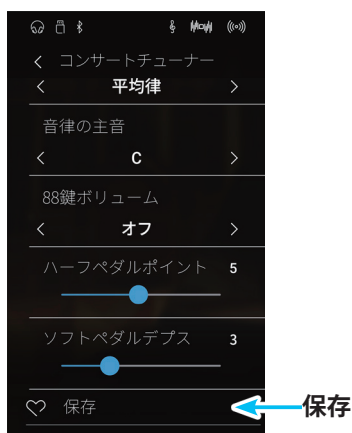 コンサートチューナー
平均律
音律の主音
C
88鍵ボリューム
オフ
ハーフペダルポイント 5
ソフトペダルデプス 3
保存
保存